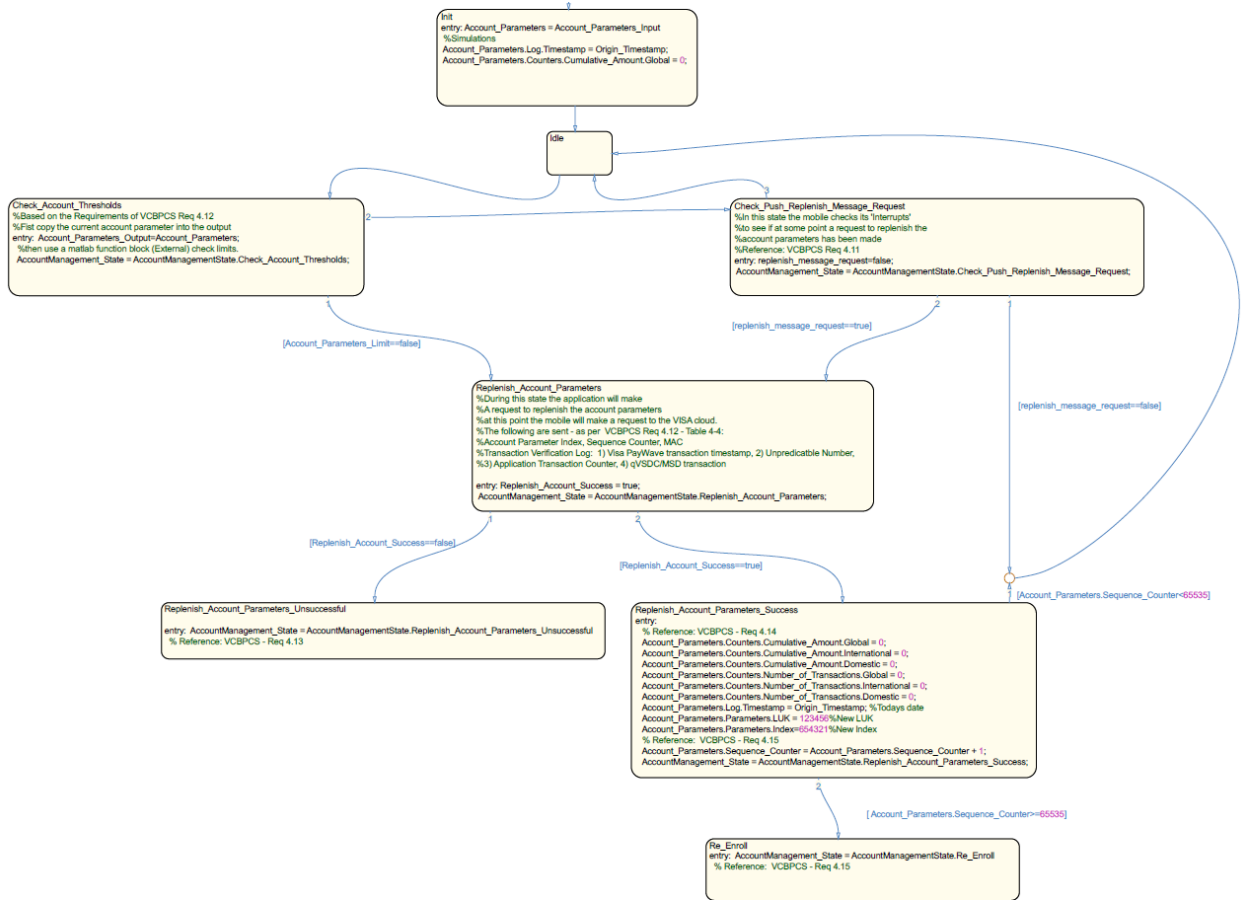 Init
entry: Account_Parameters = Account_Parameters_Input
%Simulations
Account_Parameters.Log.Timestamp = Origin_Timestamp;
Account_Parameters.Counters.Cumulative_Amount.Global = 0;
Idle
Check_Account_Thresholds
%Based on the Requirements of VCBPCS Req 4.12
%Fist copy the current account parameter into the output
entry: Account_Parameters_Output=Account_Parameters;
%then use a matlab function block (External) check limits.
AccountManagement_State = AccountManagementState.Check_Account_Thresholds;
2
3
Check_Push_Replenish_Message_Request
%In this state the mobile checks its 'Interrupts'
%to see if at some point a request to replenish the
%account parameters has been made
%Reference: VCBPCS Req 4.11
entry: replenish_message_request=false;
AccountManagement_State = AccountManagementState.Check_Push_Replenish_Message_Request;
1
2
1
[Account_Parameters_Limit==false]
[replenish_message_request==true]
[replenish_message_request==false]
Replenish_Account_Parameters
%During this state the application will make
%A request to replenish the account parameters
%at this point the mobile will make a request to the VISA cloud.
%The following are sent - as per VCBPCS Req 4.12 - Table 4-4:
%Account Parameter Index, Sequence Counter, MAC
%Transaction Verification Log: 1) Visa PayWave transaction timestamp, 2) Unpredicatble Number,
%3) Application Transaction Counter, 4) qVSDC/MSD transaction
entry: Replenish_Account_Success = true;
AccountManagement_State = AccountManagementState.Replenish_Account_Parameters;
1
2
[Replenish_Account_Success==false]
[Replenish_Account_Success==true]
Replenish_Account_Parameters_Unsuccessful
entry: AccountManagement_State = AccountManagementState.Replenish_Account_Parameters_Unsuccessful
% Reference: VCBPCS - Req 4.13
1
[Account_Parameters.Sequence_Counter<65535]
Replenish_Account_Parameters_Success
entry:
% Reference: VCBPCS - Req 4.14
Account_Parameters.Counters.Cumulative_Amount.Global = 0;
Account_Parameters.Counters.Cumulative_Amount.International = 0;
Account_Parameters.Counters.Cumulative_Amount.Domestic = 0;
Account_Parameters.Counters.Number_of_Transactions.Global = 0;
Account_Parameters.Counters.Number_of_Transactions.International = 0;
Account_Parameters.Counters.Number_of_Transactions.Domestic = 0;
Account_Parameters.Log.Timestamp = Origin_Timestamp; %Todays date
Account_Parameters.Parameters.LUK = 123456%New LUK
Account_Parameters.Parameters.Index=654321%New Index
% Reference: VCBPCS - Req 4.15
Account_Parameters.Sequence_Counter = Account_Parameters.Sequence_Counter + 1;
AccountManagement_State = AccountManagementState.Replenish_Account_Parameters_Success;
2
[ Account_Parameters.Sequence_Counter>=65535]
Re_Enroll
entry: AccountManagement_State = AccountManagementState.Re_Enroll
% Reference: VCBPCS - Req 4.15